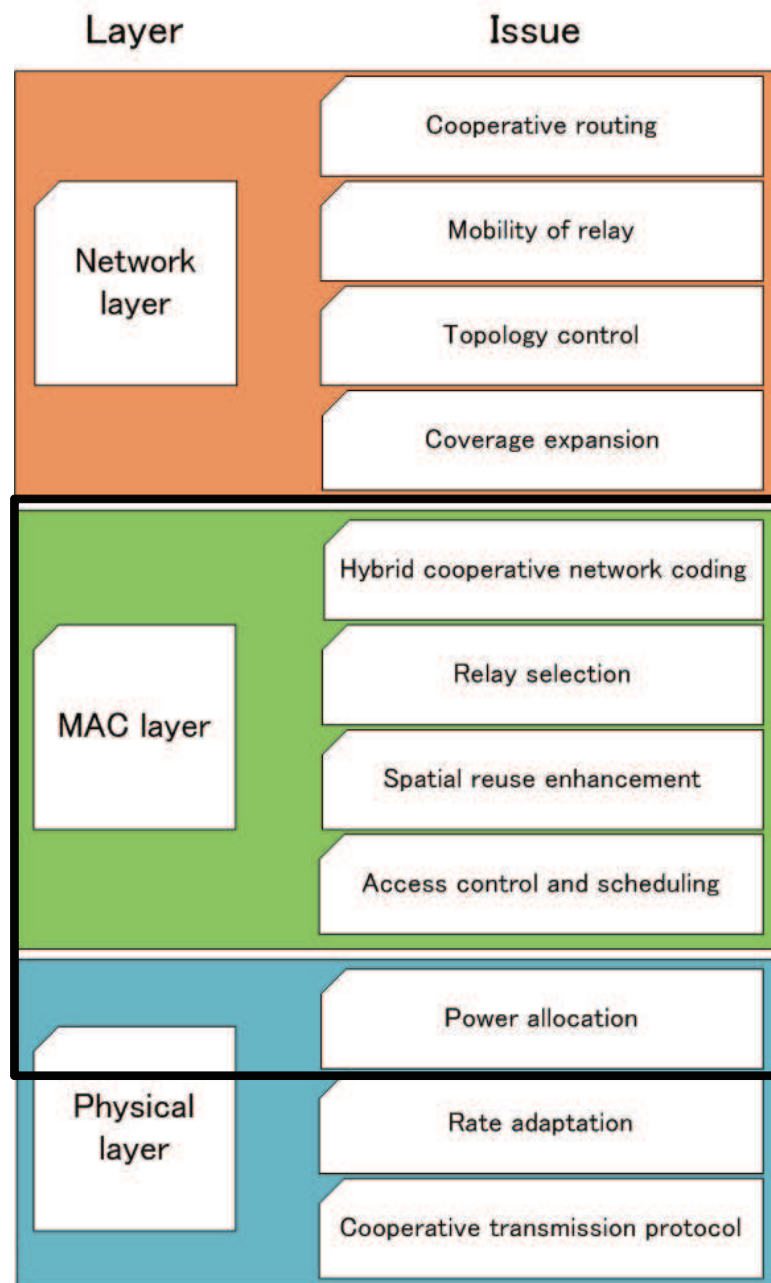 Layer Issue
Cooperative routing
Mobility of relay
Network
layer
Topology control
Coverage expansion
Hybrid cooperative network coding
Relay selection
MAC layer
Spatial reuse enhancement
Access control and scheduling
Power allocation
Physical
layer
Rate adaptation
Cooperative transmission protocol